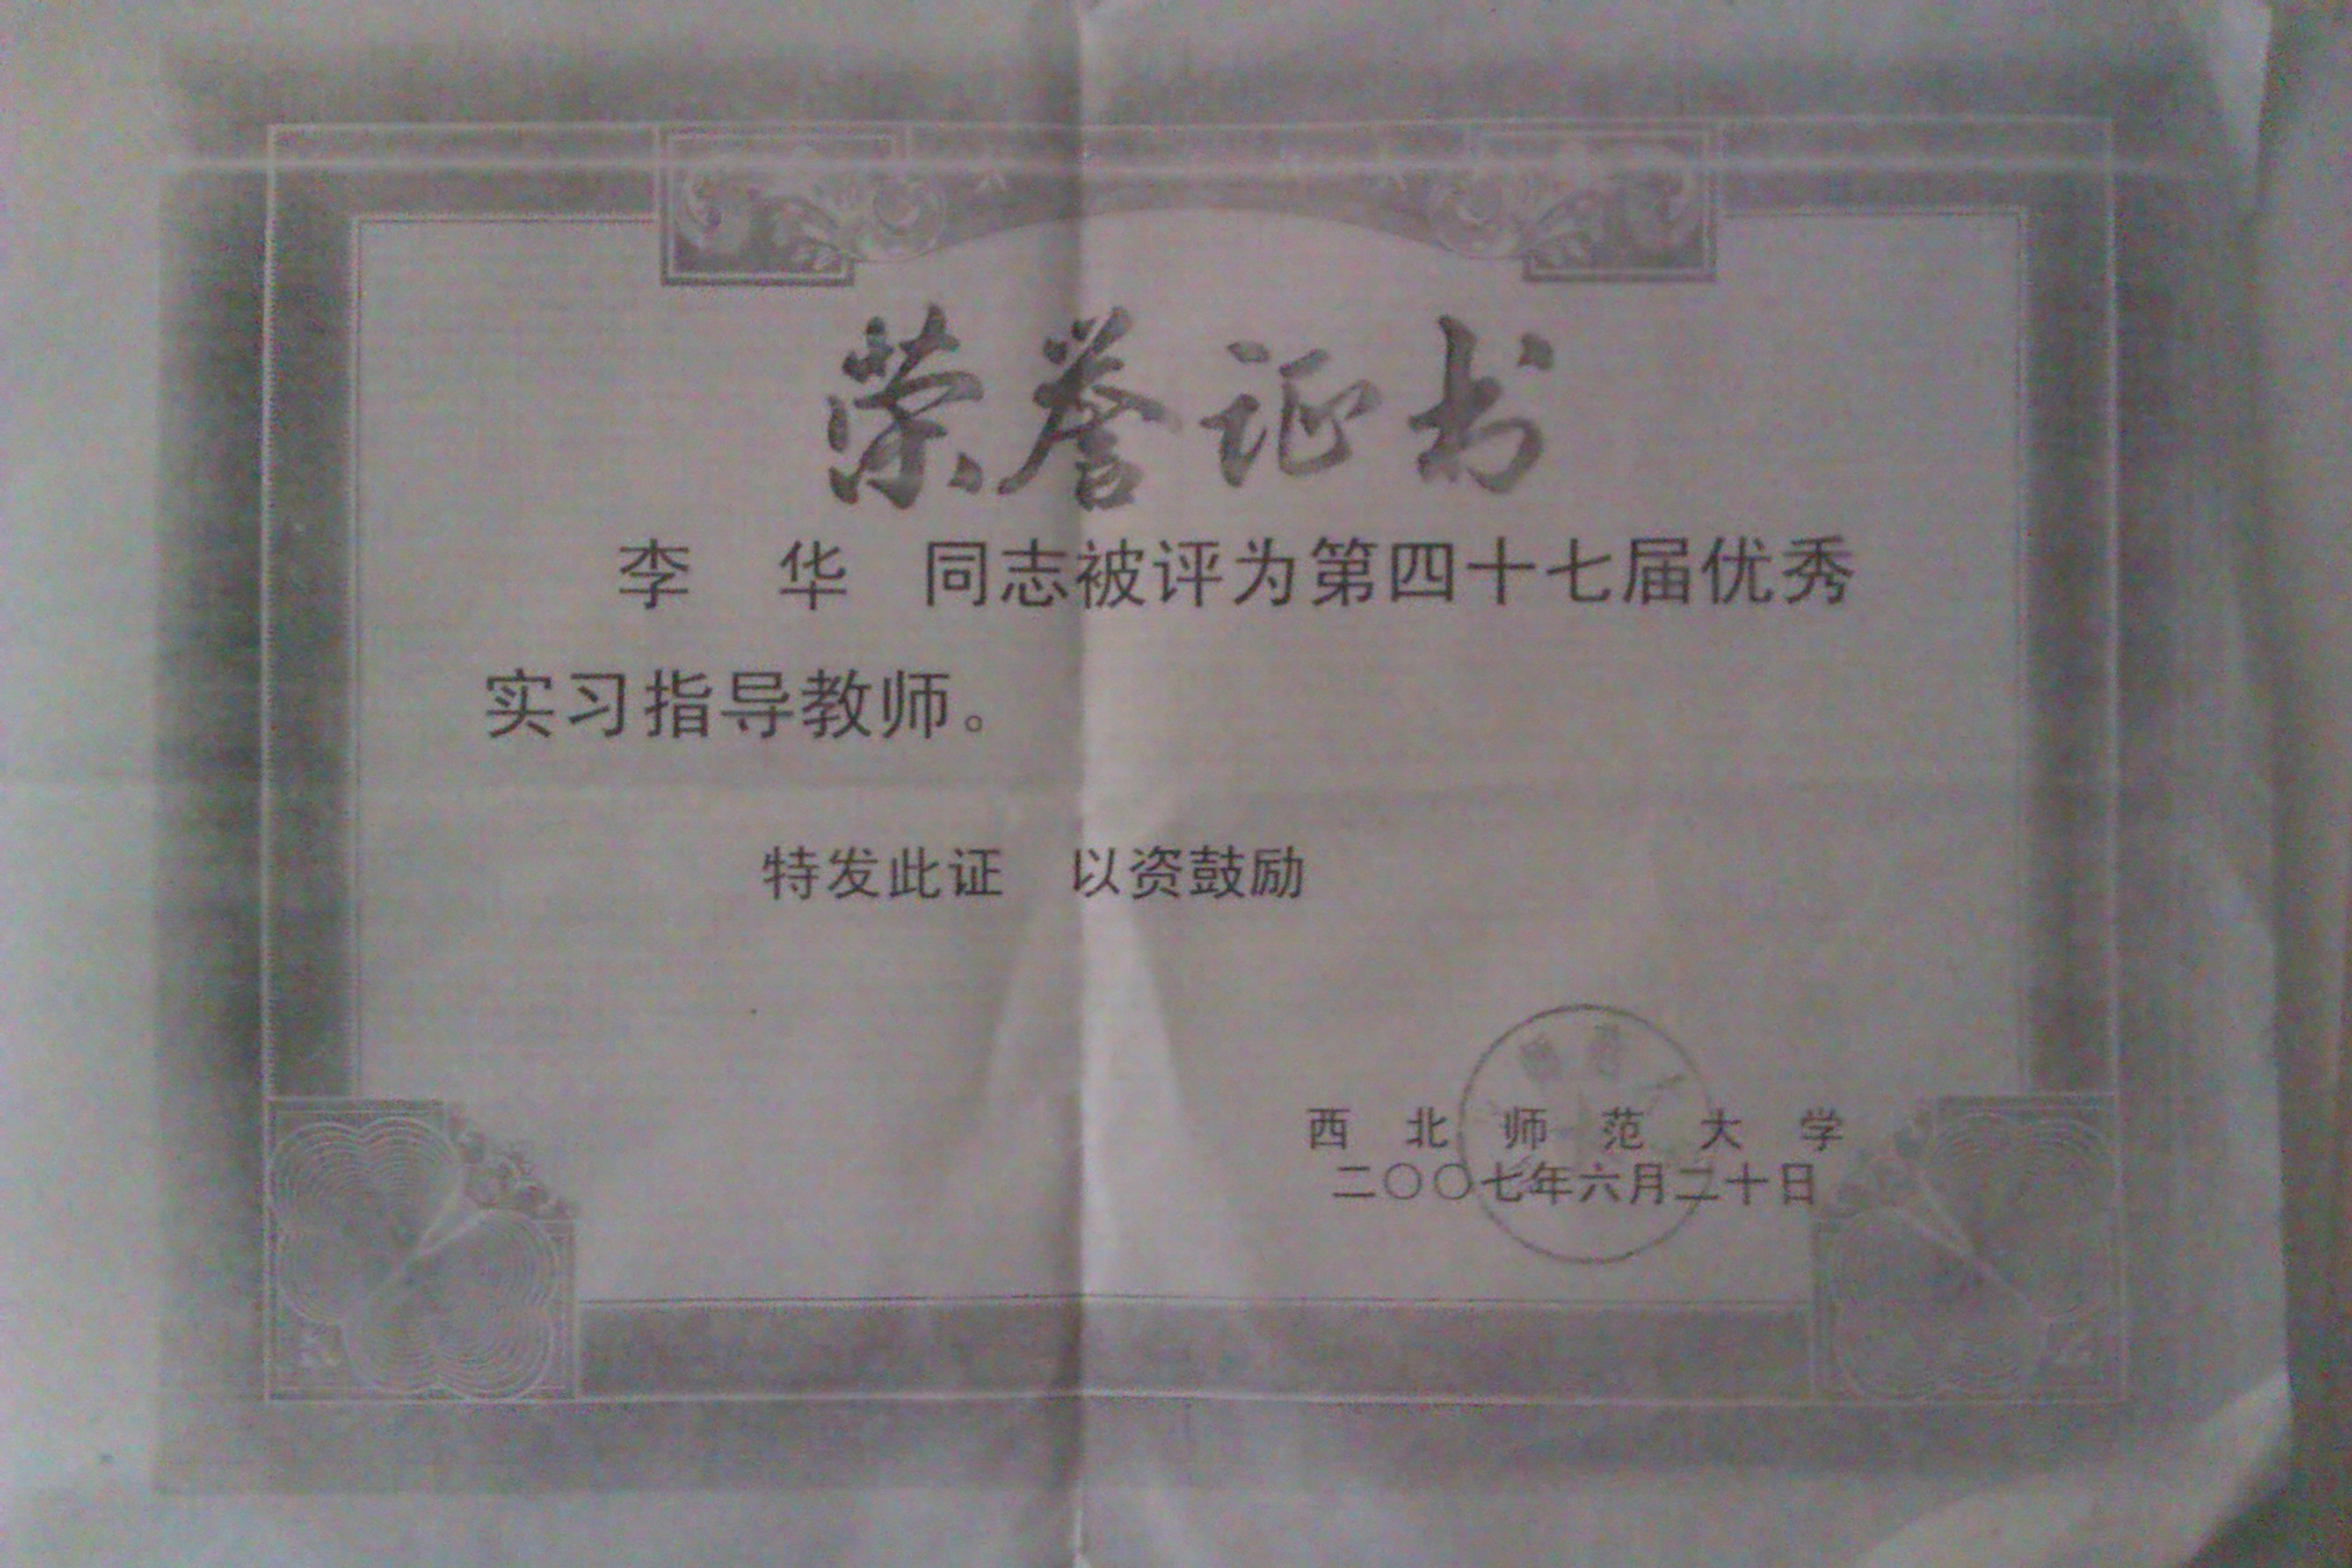 荣誉证书
李 华 同志被评为第四十七届优秀
实习指导教师。
特发此证 以资鼓励
西北师范大学
二〇〇七年六月二十日